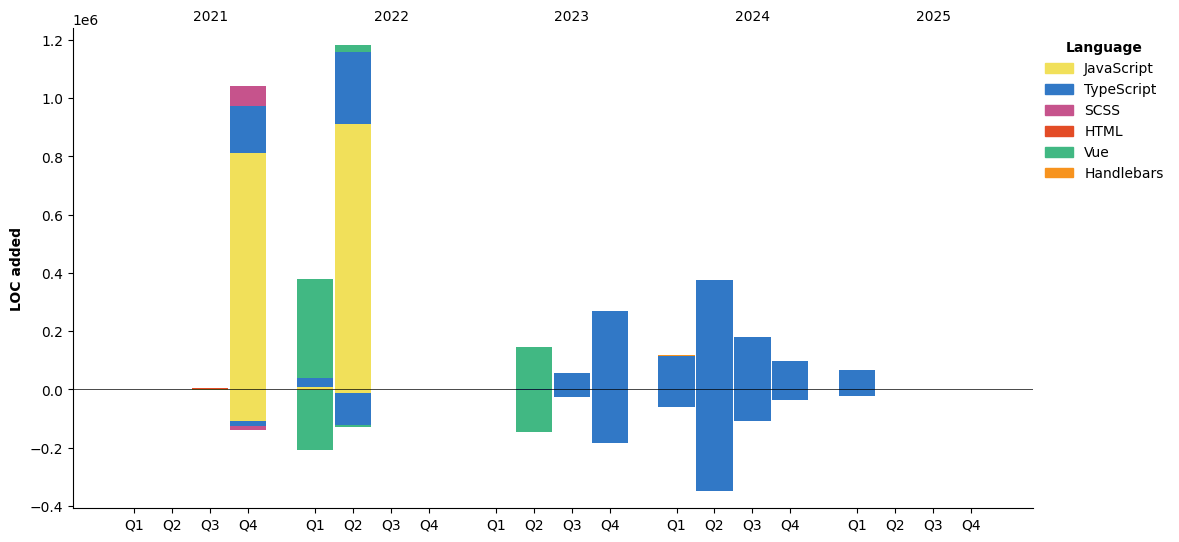 1e6
2021 2022 2023 2024 2025
1.2
1.0
0.8
0.6
0.4
0.2
0.0
−0.2
−0.4
LOC added
Q1 Q2 Q3 Q4 Q1 Q2 Q3 Q4 Q1 Q2 Q3 Q4 Q1 Q2 Q3 Q4 Q1 Q2 Q3 Q4
Language
JavaScript
TypeScript
SCSS
HTML
Vue
Handlebars